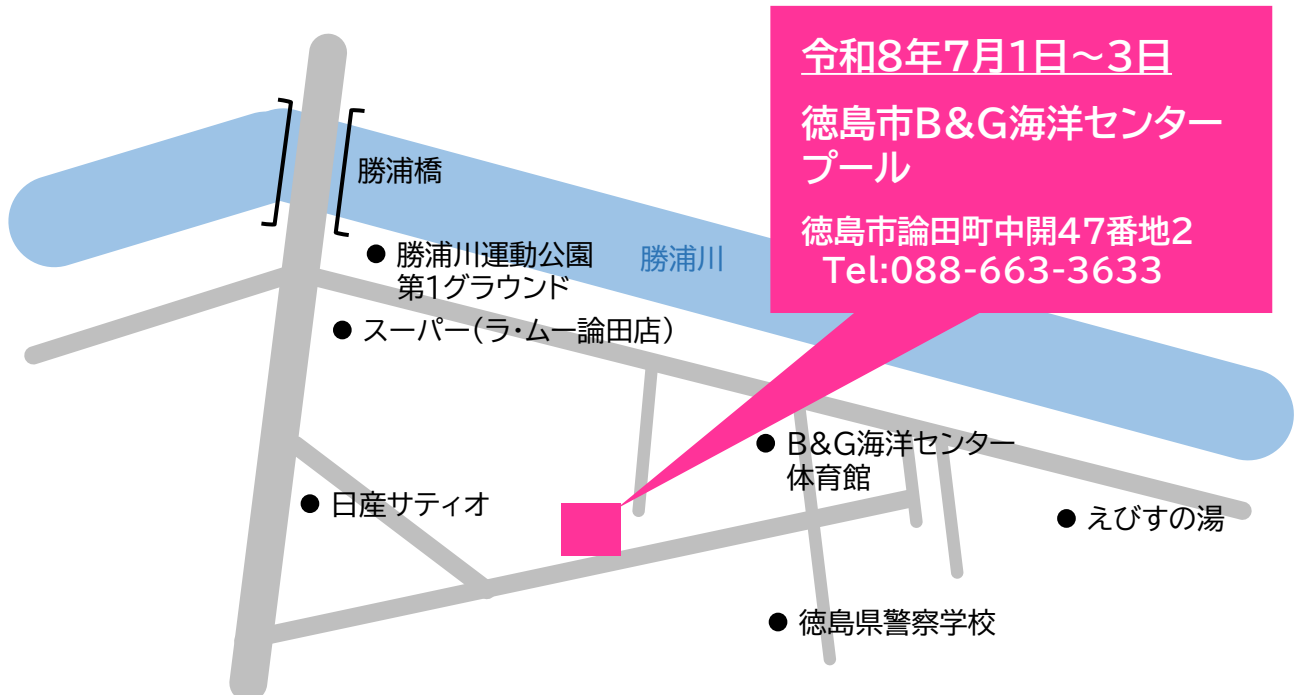 令和8年7月1日～3日
徳島市B&G海洋センター
プール
徳島市論田町中開47番地2
Tel:088-663-3633
勝浦橋
勝浦川運動公園
第1グラウンド
勝浦川
スーパー(ラ・ムー論田店)
B&G海洋センター
体育館
日産サティオ
えびすの湯
徳島県警察学校